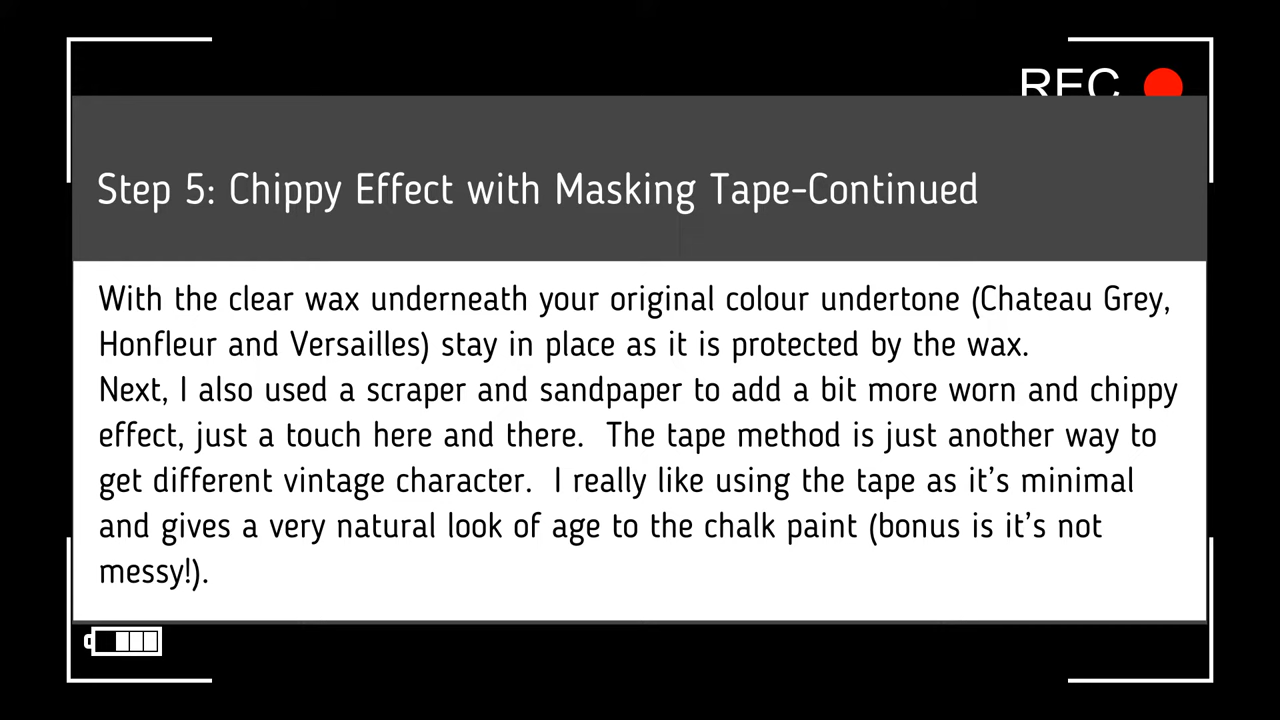 REC
Step 5: Chippy Effect with Masking Tape-Continued
With the clear wax underneath your original colour undertone (Chateau Grey,
Honfleur and Versailles) stay in place as it is protected by the wax.
Next, I also used a scraper and sandpaper to add a bit more worn and chippy
effect, just a touch here and there.  The tape method is just another way to
get different vintage character.  I really like using the tape as it’s minimal
and gives a very natural look of age to the chalk paint (bonus is it’s not
messy!).